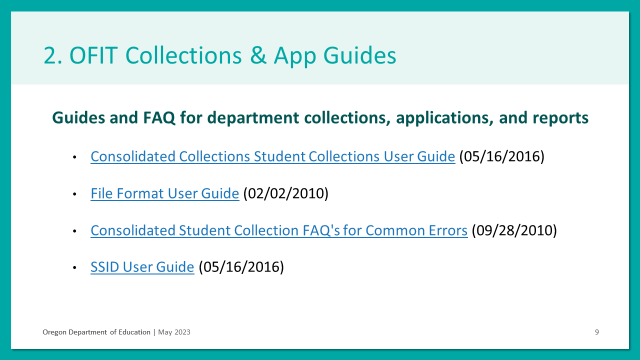 2. OFIT Collections & App Guides
Guides and FAQ for department collections, applications, and reports
• Consolidated Collections Student Collections User Guide (05/16/2016)
• File Format User Guide (02/02/2010)
• Consolidated Student Collection FAQ's for Common Errors (09/28/2010)
• SSID User Guide (05/16/2016)
Oregon Department of Education | May 2023
9